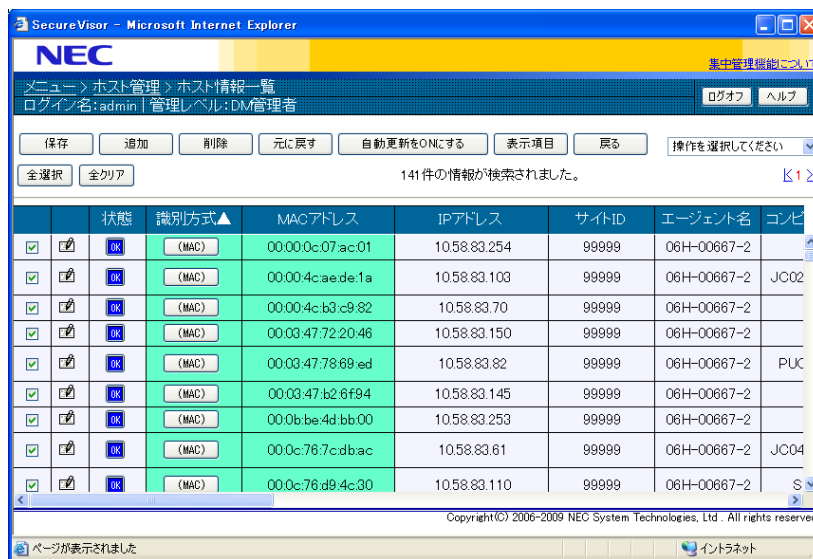 SecureVisor - Microsoft Internet Explorer
NEC
集中管理機能につい
メニュー > ホスト管理 > ホスト情報一覧
ログイン名:admin | 管理レベル:DM管理者
ログオフ ヘルプ
保存 追加 削除 元に戻す 自動更新をONにする 表示項目 戻る 操作を選択してください
全選択 全クリア 141件の情報が検索されました。 K 1 >
状態 識別方式▲ MACアドレス IPアドレス サイトID エージェント名 コンピ
OK (MAC) 00:00:0c:07:ac:01 10.58.83.254 99999 06H-00667-2
OK (MAC) 00:00:4c:ae:de:1a 10.58.83.103 99999 06H-00667-2 JC02
OK (MAC) 00:00:4c:b3:c9:82 10.58.83.70 99999 06H-00667-2
OK (MAC) 00:03:47:72:20:46 10.58.83.150 99999 06H-00667-2
OK (MAC) 00:03:47:78:69:ed 10.58.83.82 99999 06H-00667-2 PUC
OK (MAC) 00:03:47:b2:6f:94 10.58.83.145 99999 06H-00667-2
OK (MAC) 00:0b:be:4d:bb:00 10.58.83.253 99999 06H-00667-2
OK (MAC) 00:0c:76:7c:db:ac 10.58.83.61 99999 06H-00667-2 JC04
OK (MAC) 00:0c:76:d9:4c:30 10.58.83.110 99999 06H-00667-2 S
Copyright(C) 2006-2009 NEC System Technologies, Ltd . All rights reserve
ページが表示されました イントラネット